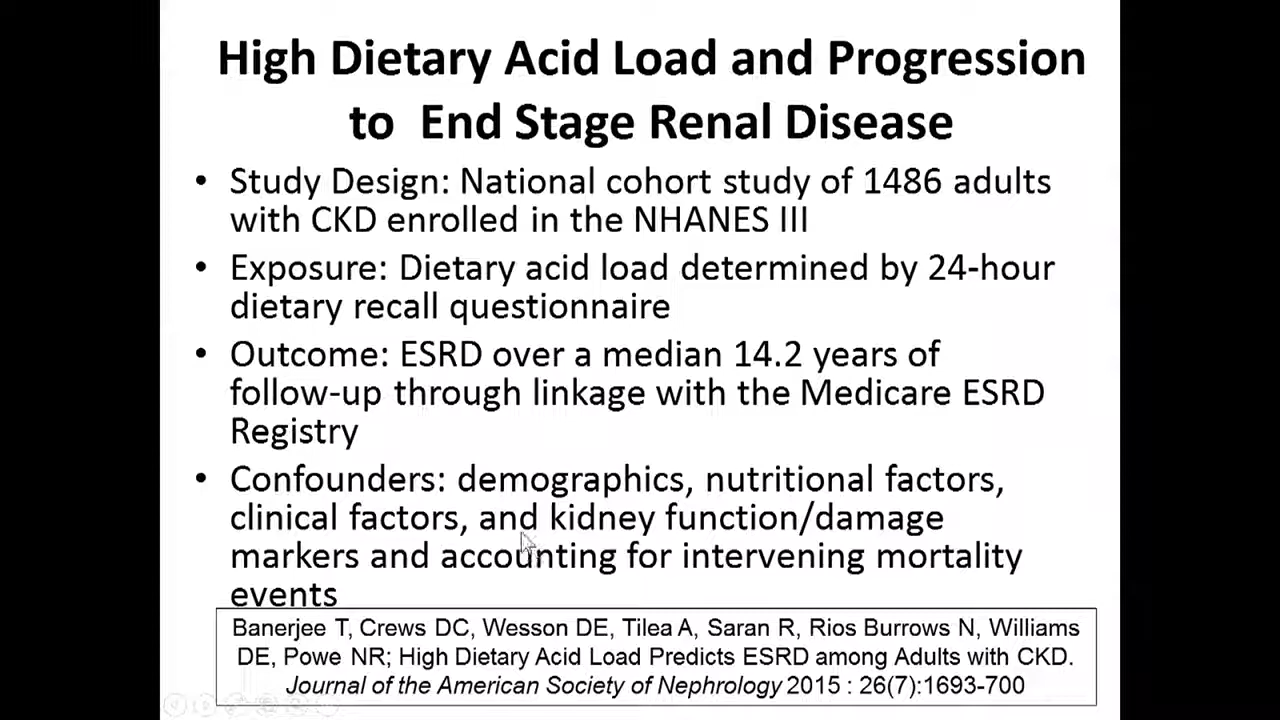 High Dietary Acid Load and Progression
to End Stage Renal Disease
• Study Design: National cohort study of 1486 adults
with CKD enrolled in the NHANES III
• Exposure: Dietary acid load determined by 24-hour
dietary recall questionnaire
• Outcome: ESRD over a median 14.2 years of
follow-up through linkage with the Medicare ESRD
Registry
• Confounders: demographics, nutritional factors,
clinical factors, and kidney function/damage
markers and accounting for intervening mortality
events
Banerjee T, Crews DC, Wesson DE, Tilea A, Saran R, Rios Burrows N, Williams
DE, Powe NR; High Dietary Acid Load Predicts ESRD among Adults with CKD.
Journal of the American Society of Nephrology 2015 : 26(7):1693-700